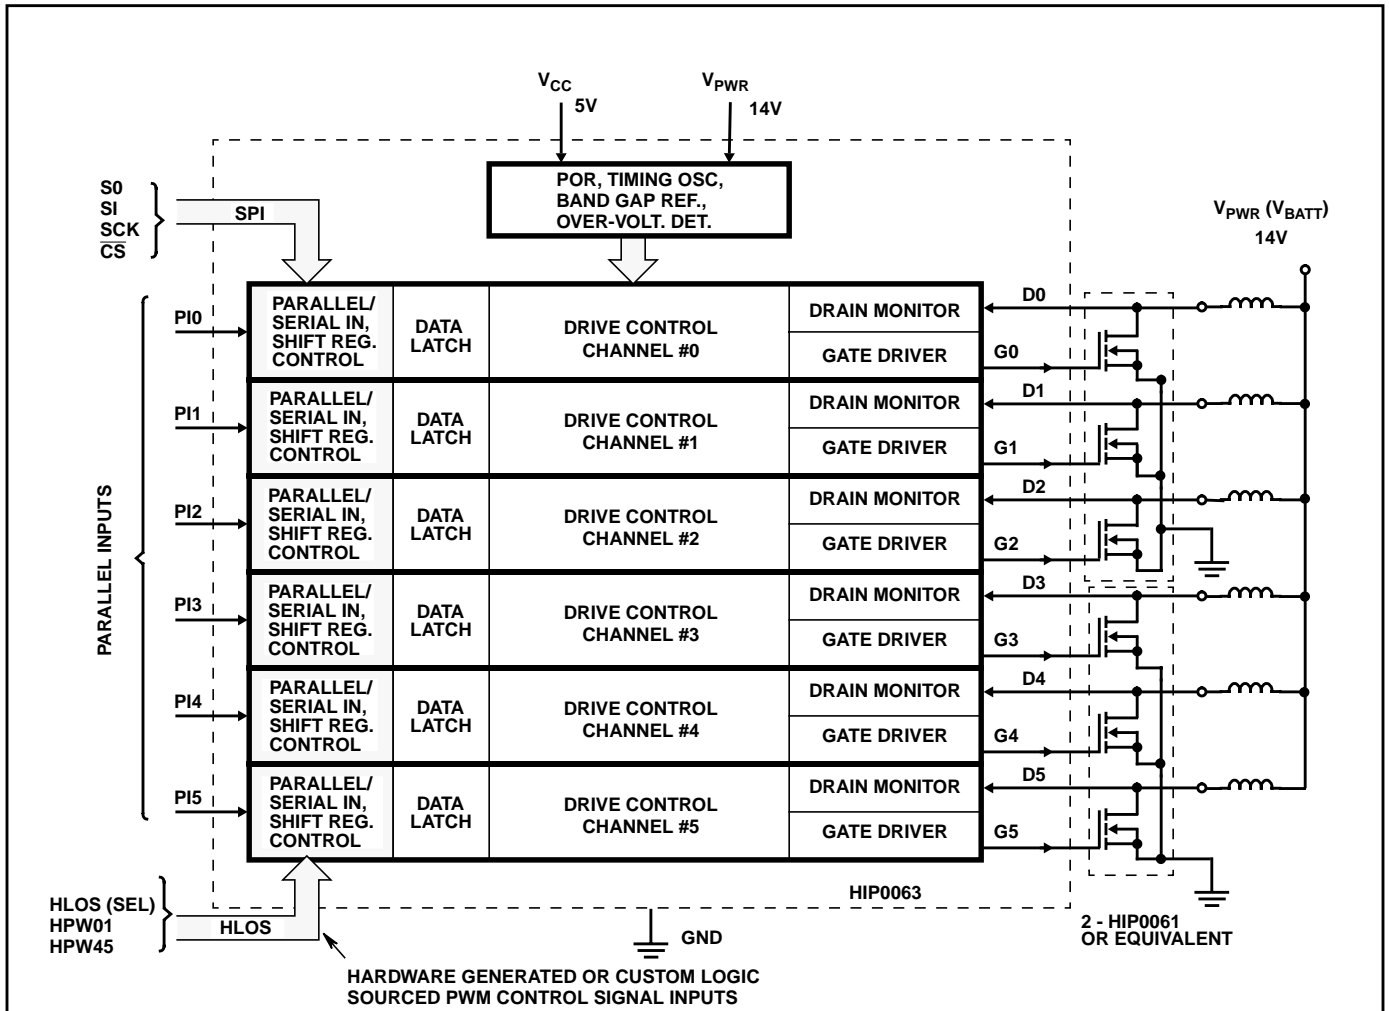 VCC
5V
VPWR
14V
POR, TIMING OSC,
BAND GAP REF.,
OVER-VOLT. DET.
S0
SI
SCK
CS
SPI
VPWR (VBATT)
14V
PARALLEL INPUTS
PI0
PARALLEL/
SERIAL IN,
SHIFT REG.
CONTROL
DATA
LATCH
DRIVE CONTROL
CHANNEL #0
DRAIN MONITOR
GATE DRIVER
D0
G0
PI1
PARALLEL/
SERIAL IN,
SHIFT REG.
CONTROL
DATA
LATCH
DRIVE CONTROL
CHANNEL #1
DRAIN MONITOR
GATE DRIVER
D1
G1
PI2
PARALLEL/
SERIAL IN,
SHIFT REG.
CONTROL
DATA
LATCH
DRIVE CONTROL
CHANNEL #2
DRAIN MONITOR
GATE DRIVER
D2
G2
PI3
PARALLEL/
SERIAL IN,
SHIFT REG.
CONTROL
DATA
LATCH
DRIVE CONTROL
CHANNEL #3
DRAIN MONITOR
GATE DRIVER
D3
G3
PI4
PARALLEL/
SERIAL IN,
SHIFT REG.
CONTROL
DATA
LATCH
DRIVE CONTROL
CHANNEL #4
DRAIN MONITOR
GATE DRIVER
D4
G4
PI5
PARALLEL/
SERIAL IN,
SHIFT REG.
CONTROL
DATA
LATCH
DRIVE CONTROL
CHANNEL #5
DRAIN MONITOR
GATE DRIVER
D5
G5
HIP0063
HLOS (SEL)
HPW01
HPW45
HLOS
GND
2 - HIP0061
OR EQUIVALENT
HARDWARE GENERATED OR CUSTOM LOGIC
SOURCED PWM CONTROL SIGNAL INPUTS